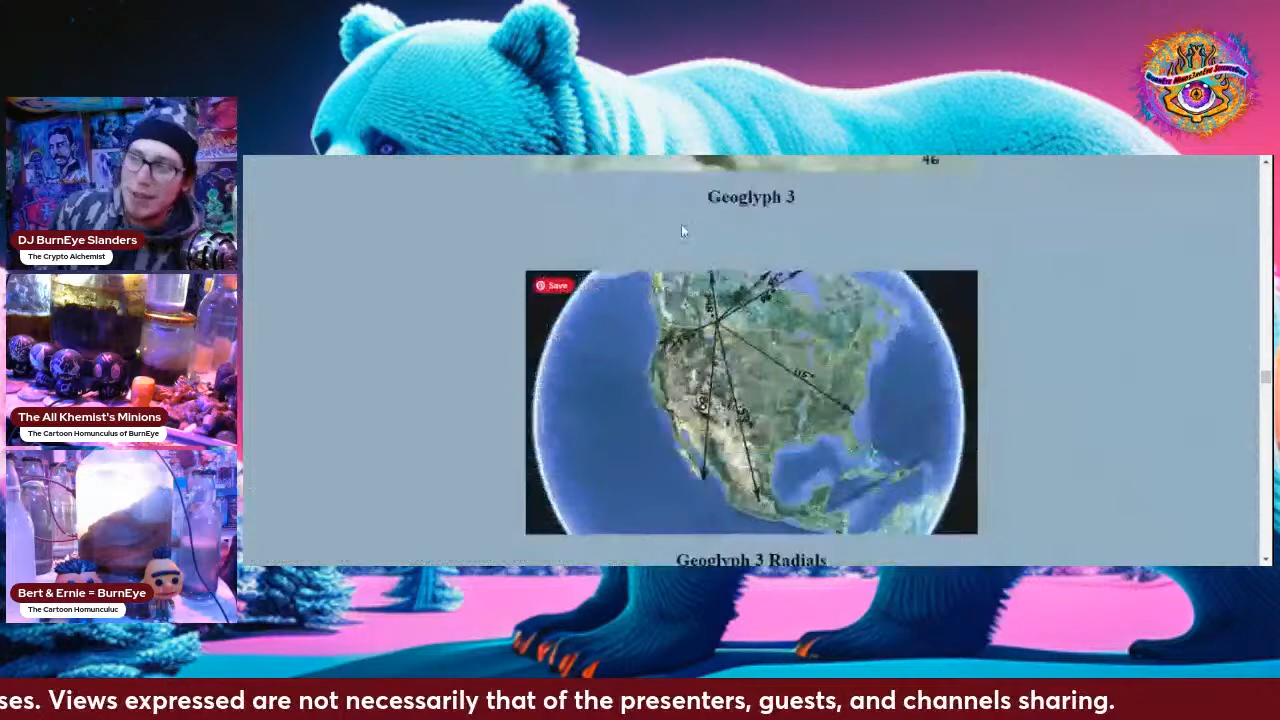 46
Geoglyph 3
Save
115°
Geoglyph 3 Radials
DJ BurnEye Slanders
The Crypto Alchemist
The All Khemist's Minions
The Cartoon Homunculus of BurnEye
Bert & Ernie = BurnEye
The Cartoon Homunculuc
ses. Views expressed are not necessarily that of the presenters, guests, and channels sharing.